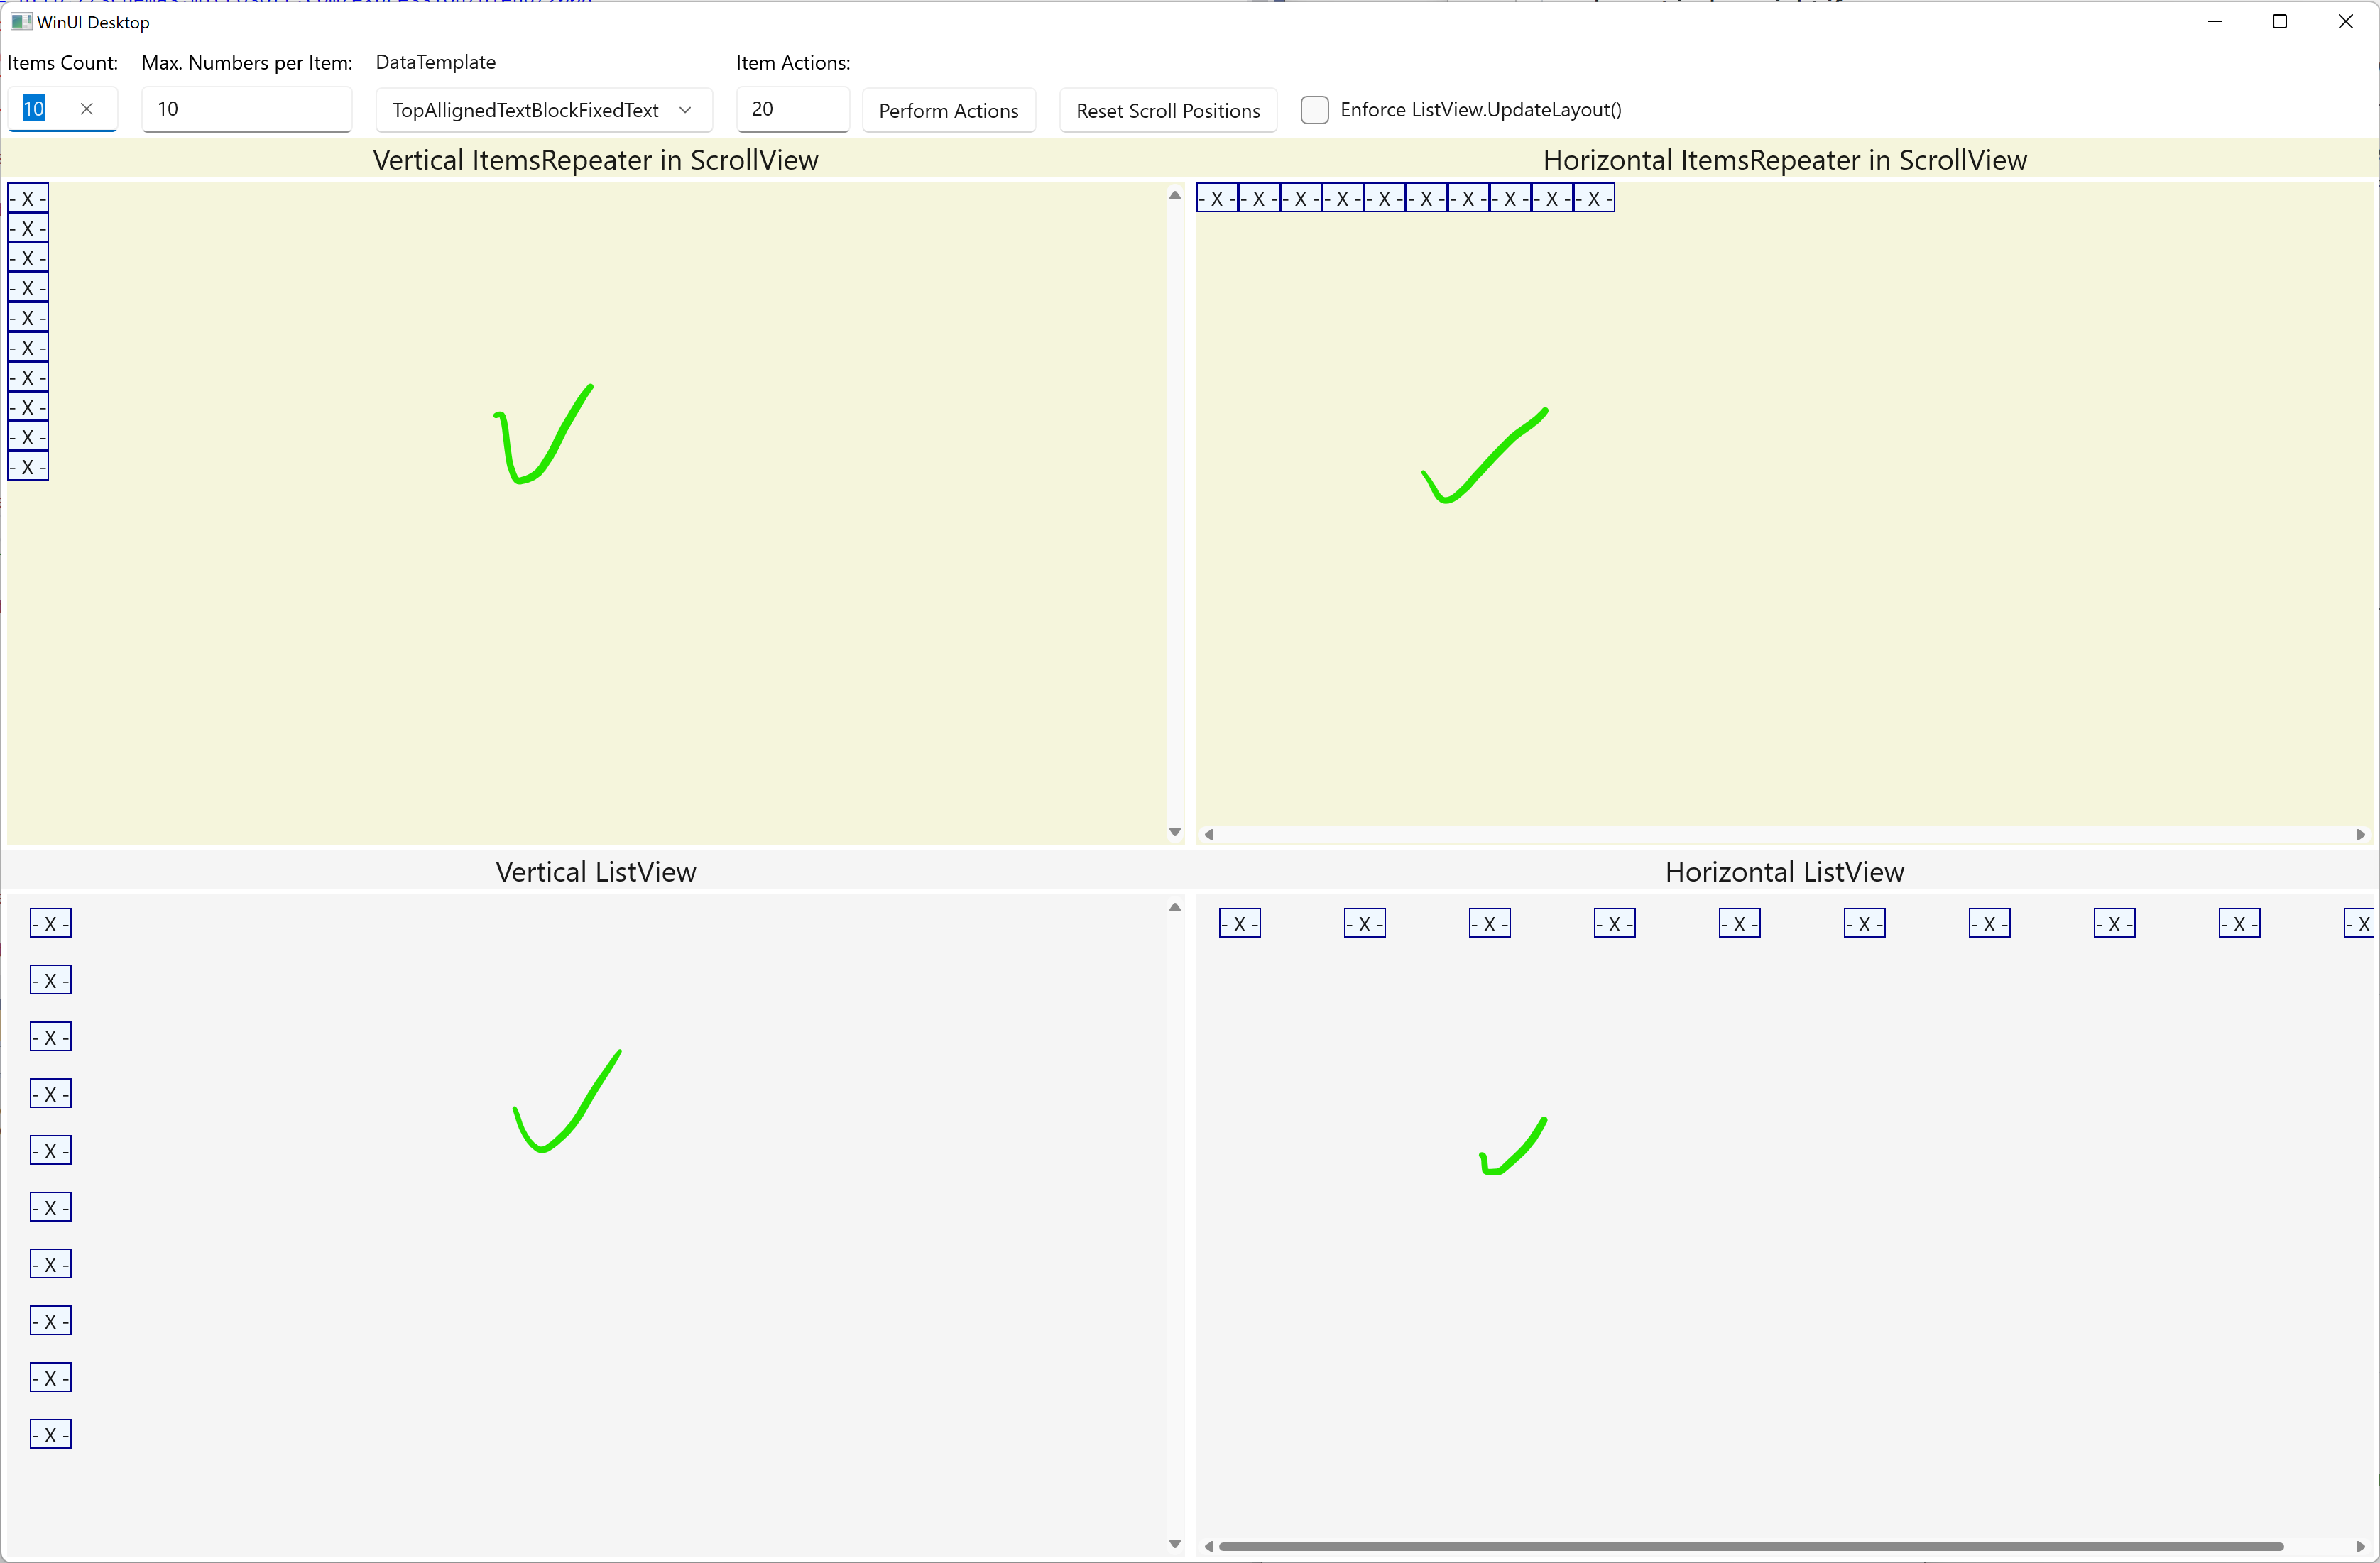 WinUI Desktop
Items Count: Max. Numbers per Item: DataTemplate Item Actions:
10 10 TopAllignedTextBlockFixedText 20 Perform Actions Reset Scroll Positions Enforce ListView.UpdateLayout()
Vertical ItemsRepeater in ScrollView
- X -
- X -
- X -
- X -
- X -
- X -
- X -
- X -
- X -
- X -
Horizontal ItemsRepeater in ScrollView
- X - - X - - X - - X - - X - - X - - X - - X - - X - - X -
Vertical ListView
- X -
- X -
- X -
- X -
- X -
- X -
- X -
- X -
- X -
- X -
Horizontal ListView
- X - - X - - X - - X - - X - - X - - X - - X - - X - - X